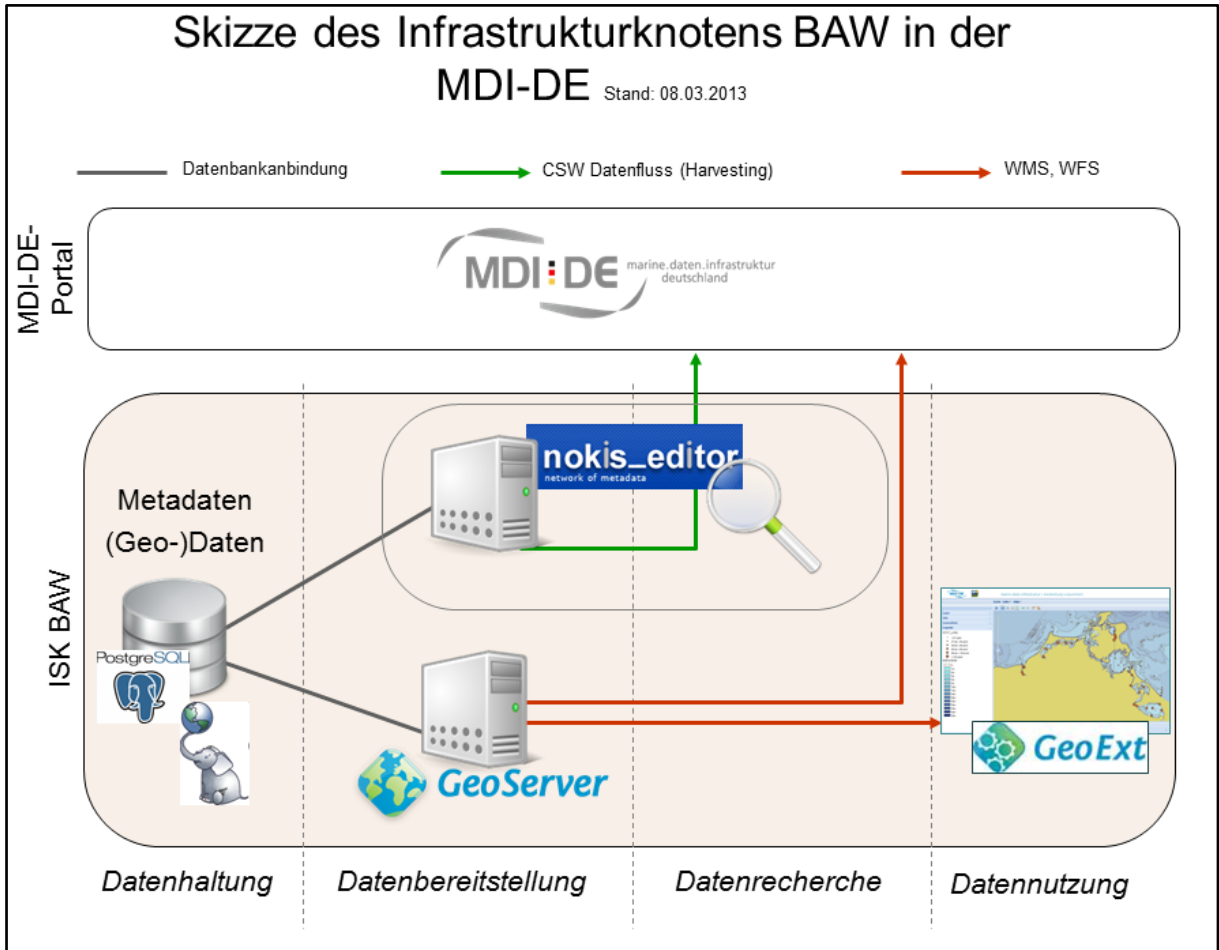 Skizze des Infrastrukturknotens BAW in der
MDI-DE Stand: 08.03.2013
Datenbankanbindung
CSW Datenfluss (Harvesting)
WMS, WFS
MDI-DE-
Portal
MDI:DE
marine.daten.infrastruktur
deutschland
ISK BAW
nokis_editor
network of metadata
Metadaten
(Geo-)Daten
PostgreSQL
GeoServer
GeoExt
Datenhaltung
Datenbereitstellung
Datenrecherche
Datennutzung